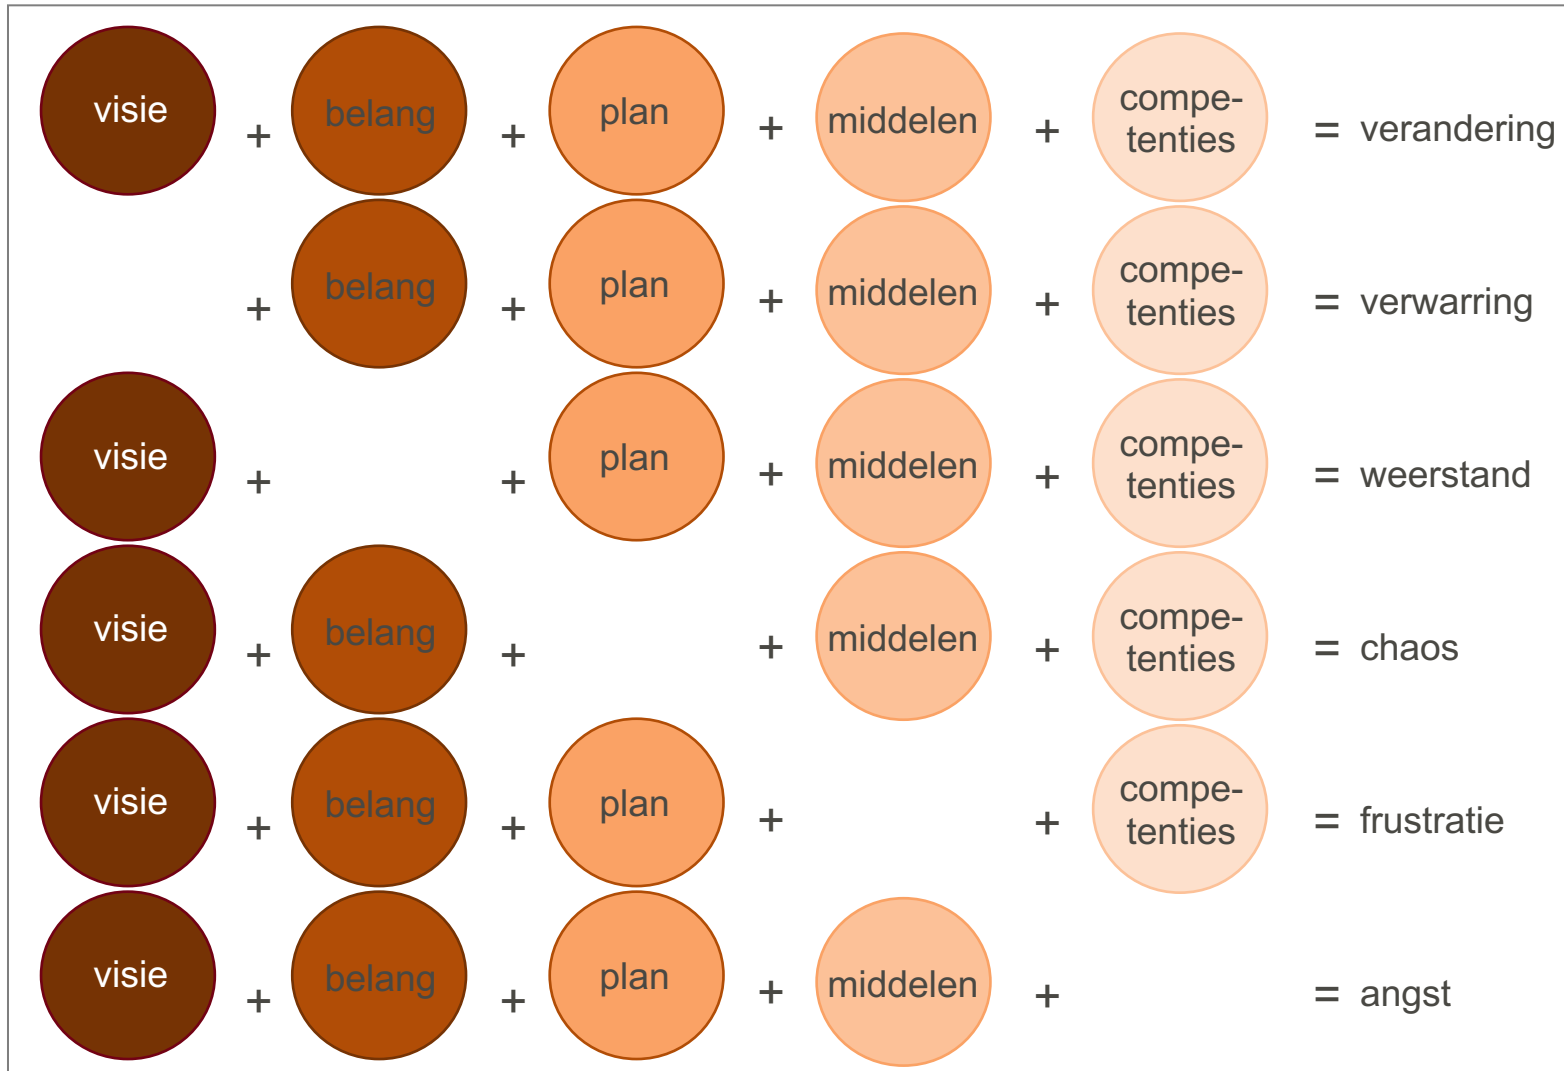 visie + belang + plan + middelen + compe-
tenties = verandering
+ belang + plan + middelen + compe-
tenties = verwarring
visie + + plan + middelen + compe-
tenties = weerstand
visie + belang + + middelen + compe-
tenties = chaos
visie + belang + plan + + compe-
tenties = frustratie
visie + belang + plan + middelen + = angst